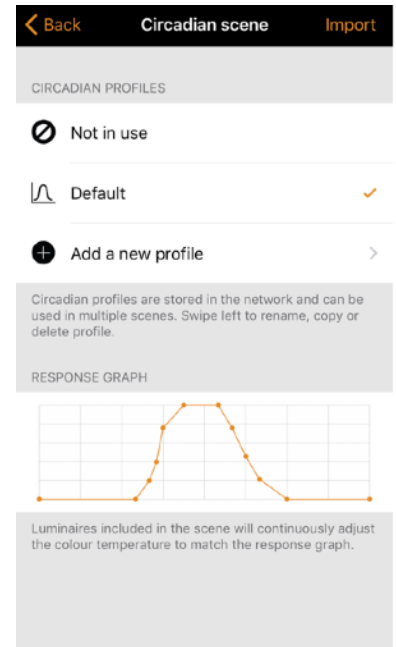 Back Circadian scene Import
CIRCADIAN PROFILES
Not in use
Default
Add a new profile
Circadian profiles are stored in the network and can be
used in multiple scenes. Swipe left to rename, copy or
delete profile.
RESPONSE GRAPH
Luminaires included in the scene will continuously adjust
the colour temperature to match the response graph.